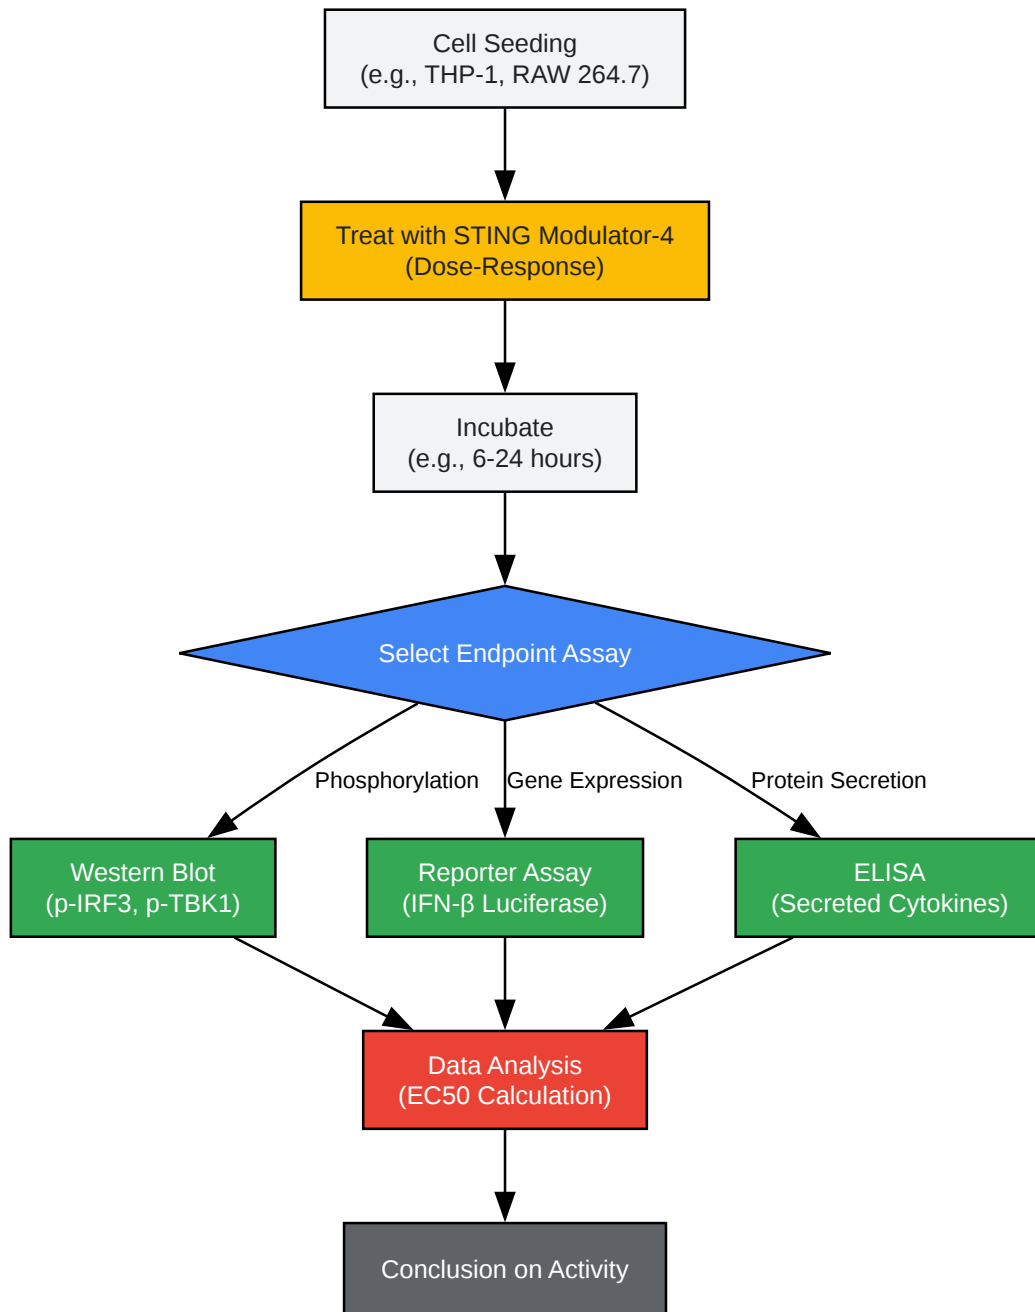 Cell Seeding
(e.g., THP-1, RAW 264.7)
Treat with STING Modulator-4
(Dose-Response)
Incubate
(e.g., 6-24 hours)
Select Endpoint Assay
Phosphorylation
Gene Expression
Protein Secretion
Western Blot
(p-IRF3, p-TBK1)
Reporter Assay
(IFN-β Luciferase)
ELISA
(Secreted Cytokines)
Data Analysis
(EC50 Calculation)
Conclusion on Activity